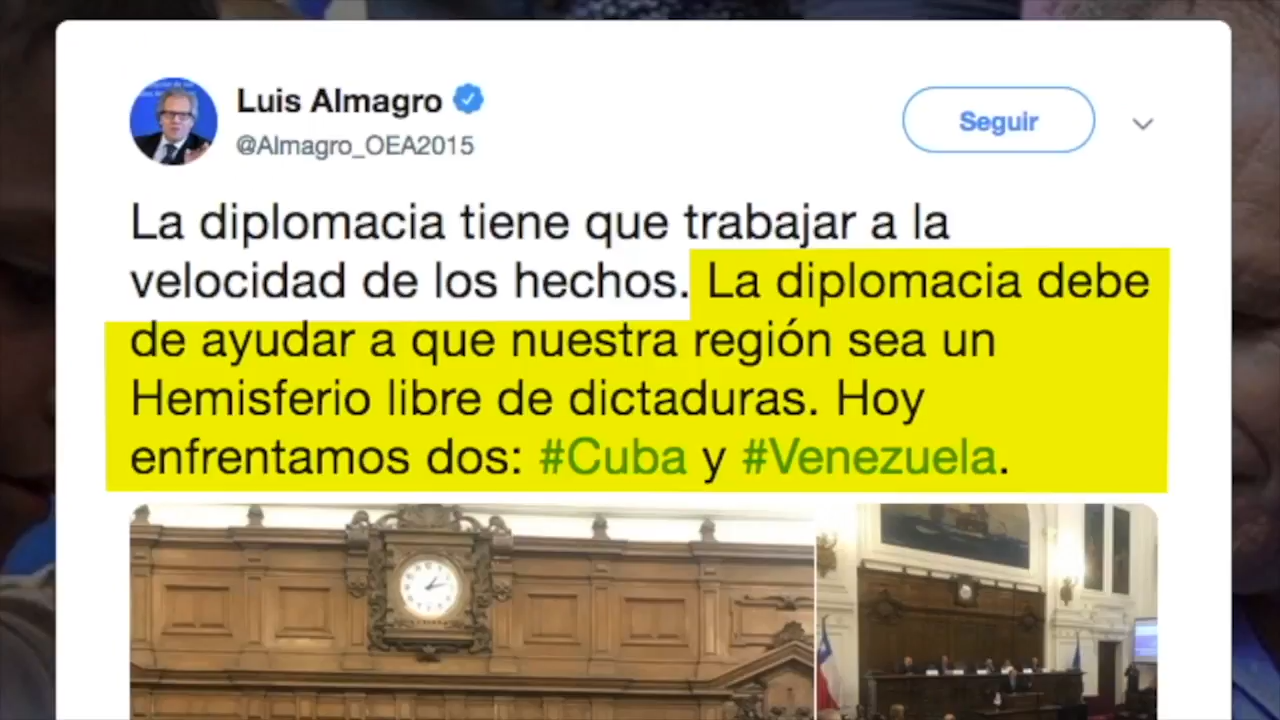 Luis Almagro
@Almagro_OEA2015
Seguir
La diplomacia tiene que trabajar a la
velocidad de los hechos. La diplomacia debe
de ayudar a que nuestra región sea un
Hemisferio libre de dictaduras. Hoy
enfrentamos dos: #Cuba y #Venezuela.